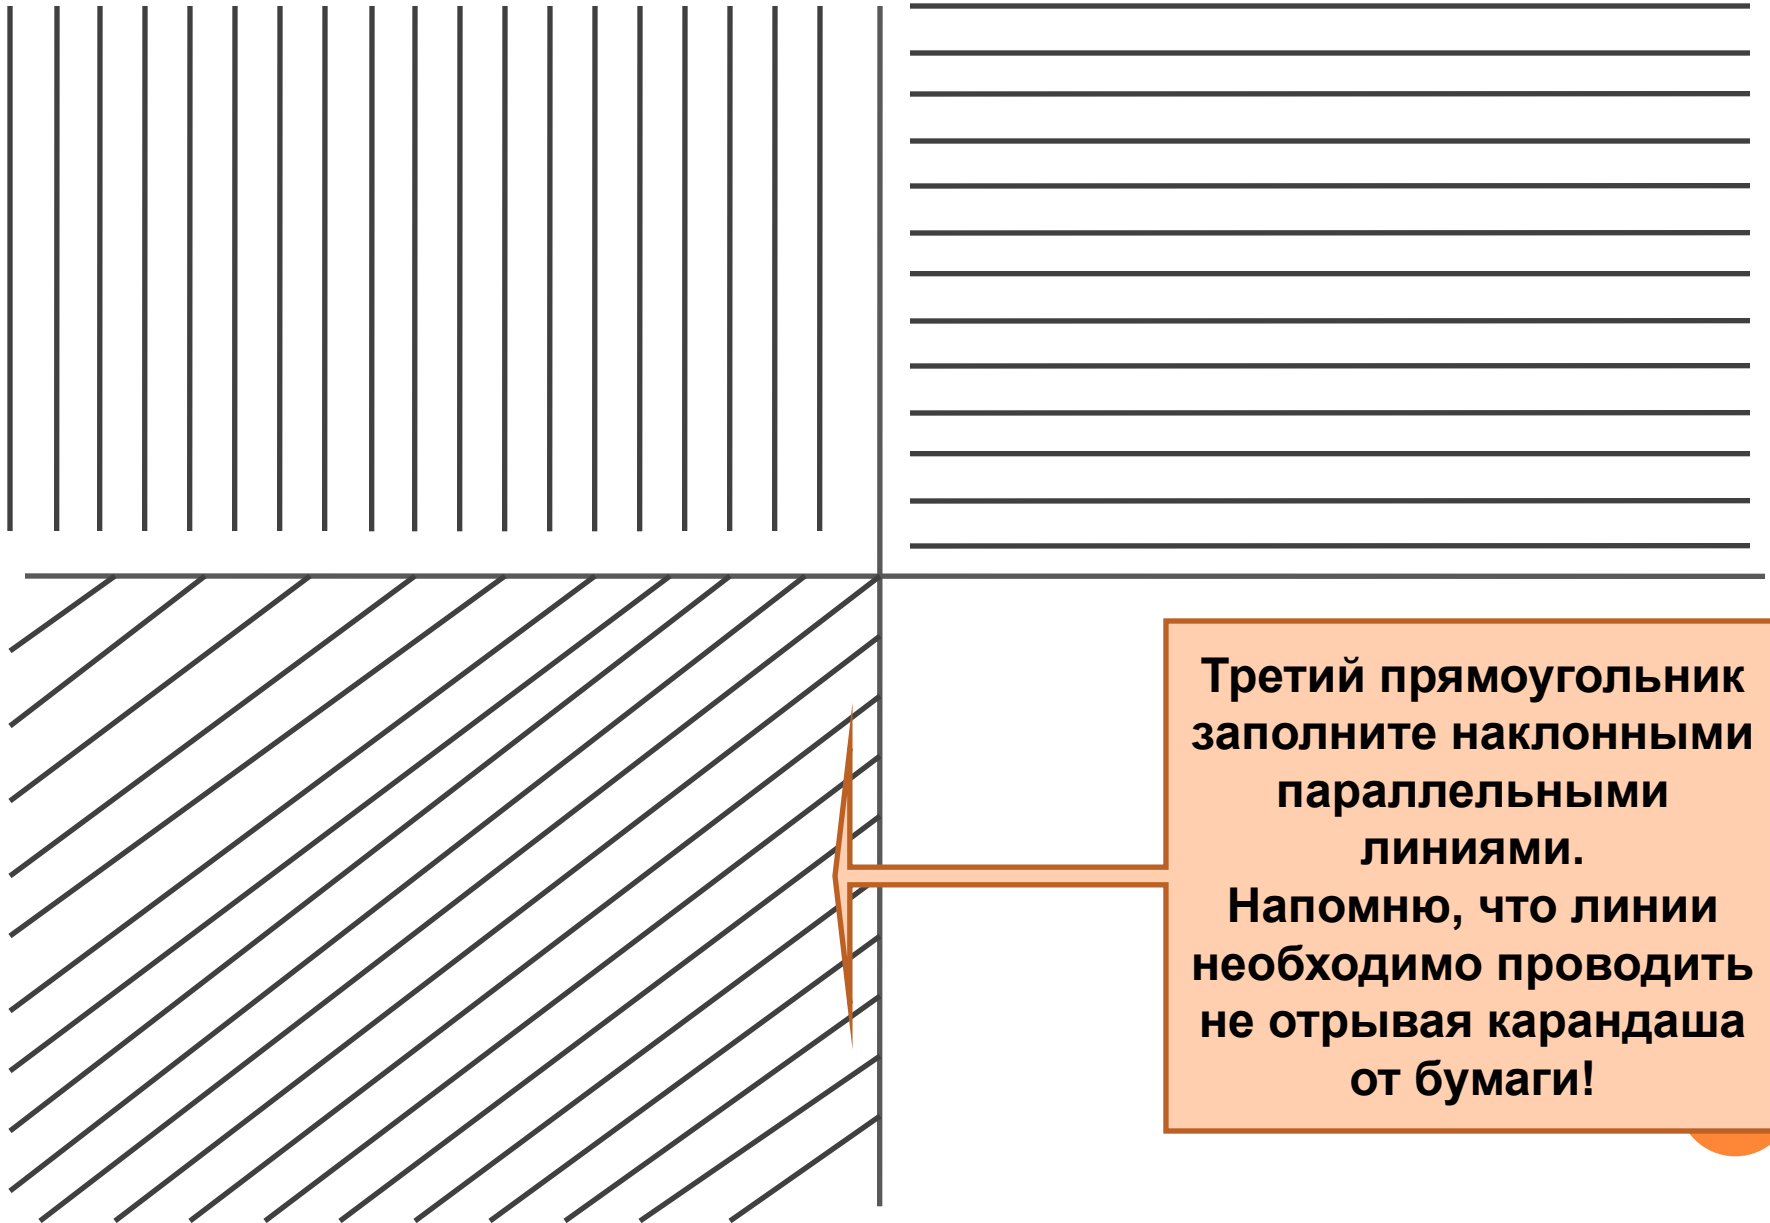 Третий прямоугольник
заполните наклонными
параллельными
линиями.
Напомню, что линии
необходимо проводить
не отрывая карандаша
от бумаги!